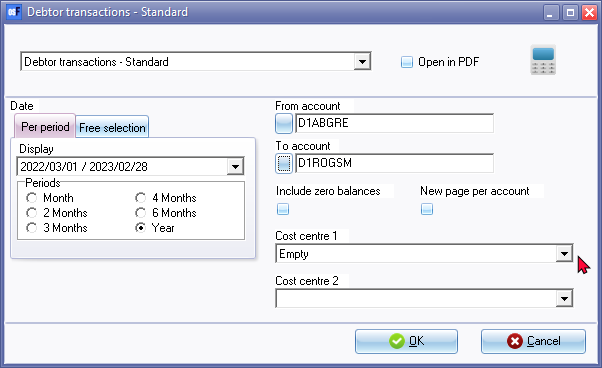 Debtor transactions - Standard
Debtor transactions - Standard
Open in PDF
Date
Per period
Free selection
Display
2022/03/01 / 2023/02/28
Periods
Month
4 Months
2 Months
6 Months
3 Months
Year
From account
D1ABGRE
To account
D1ROGSM
Include zero balances
New page per account
Cost centre 1
Empty
Cost centre 2
OK
Cancel